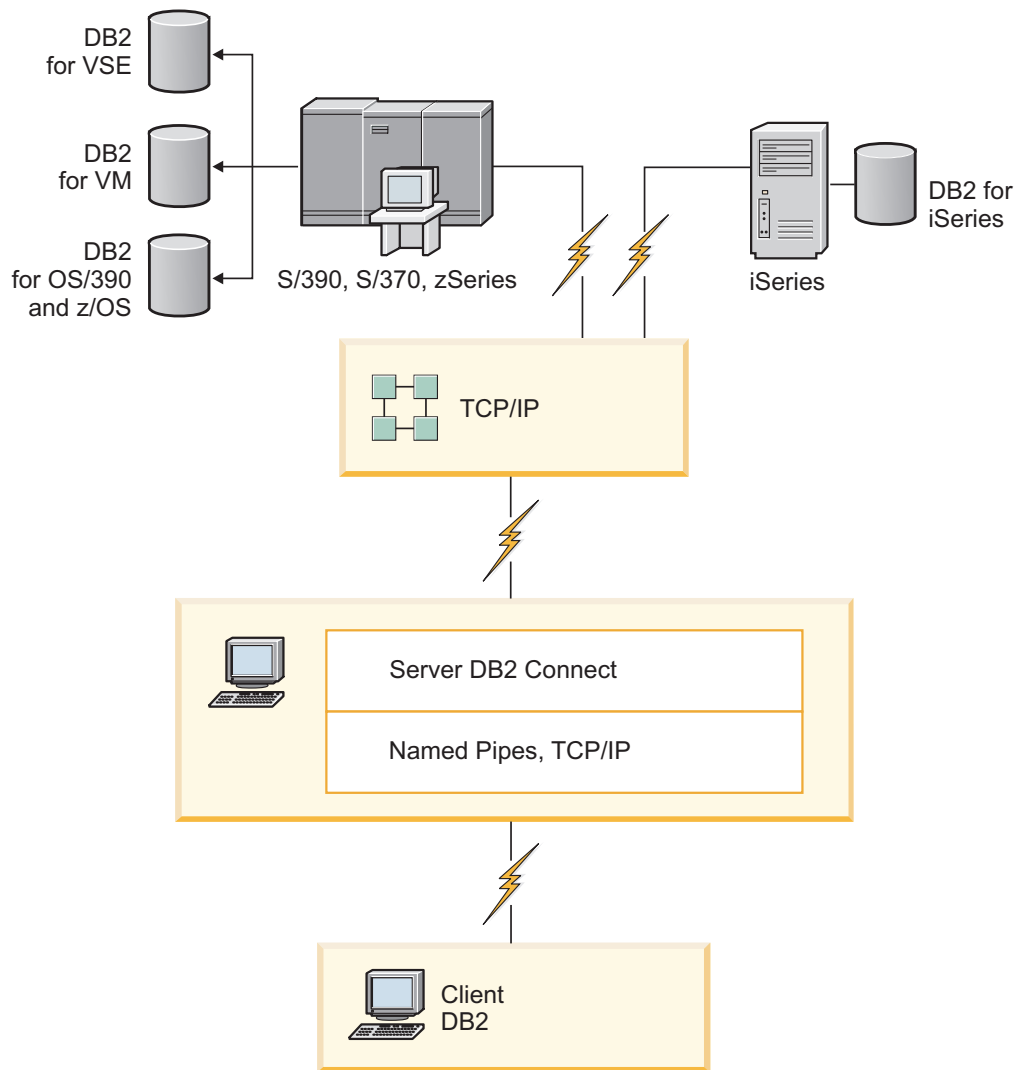 DB2
for VSE
DB2
for VM
DB2
for OS/390
and z/OS
S/390, S/370, zSeries
DB2 for
iSeries
iSeries
TCP/IP
Server DB2 Connect
Named Pipes, TCP/IP
Client
DB2